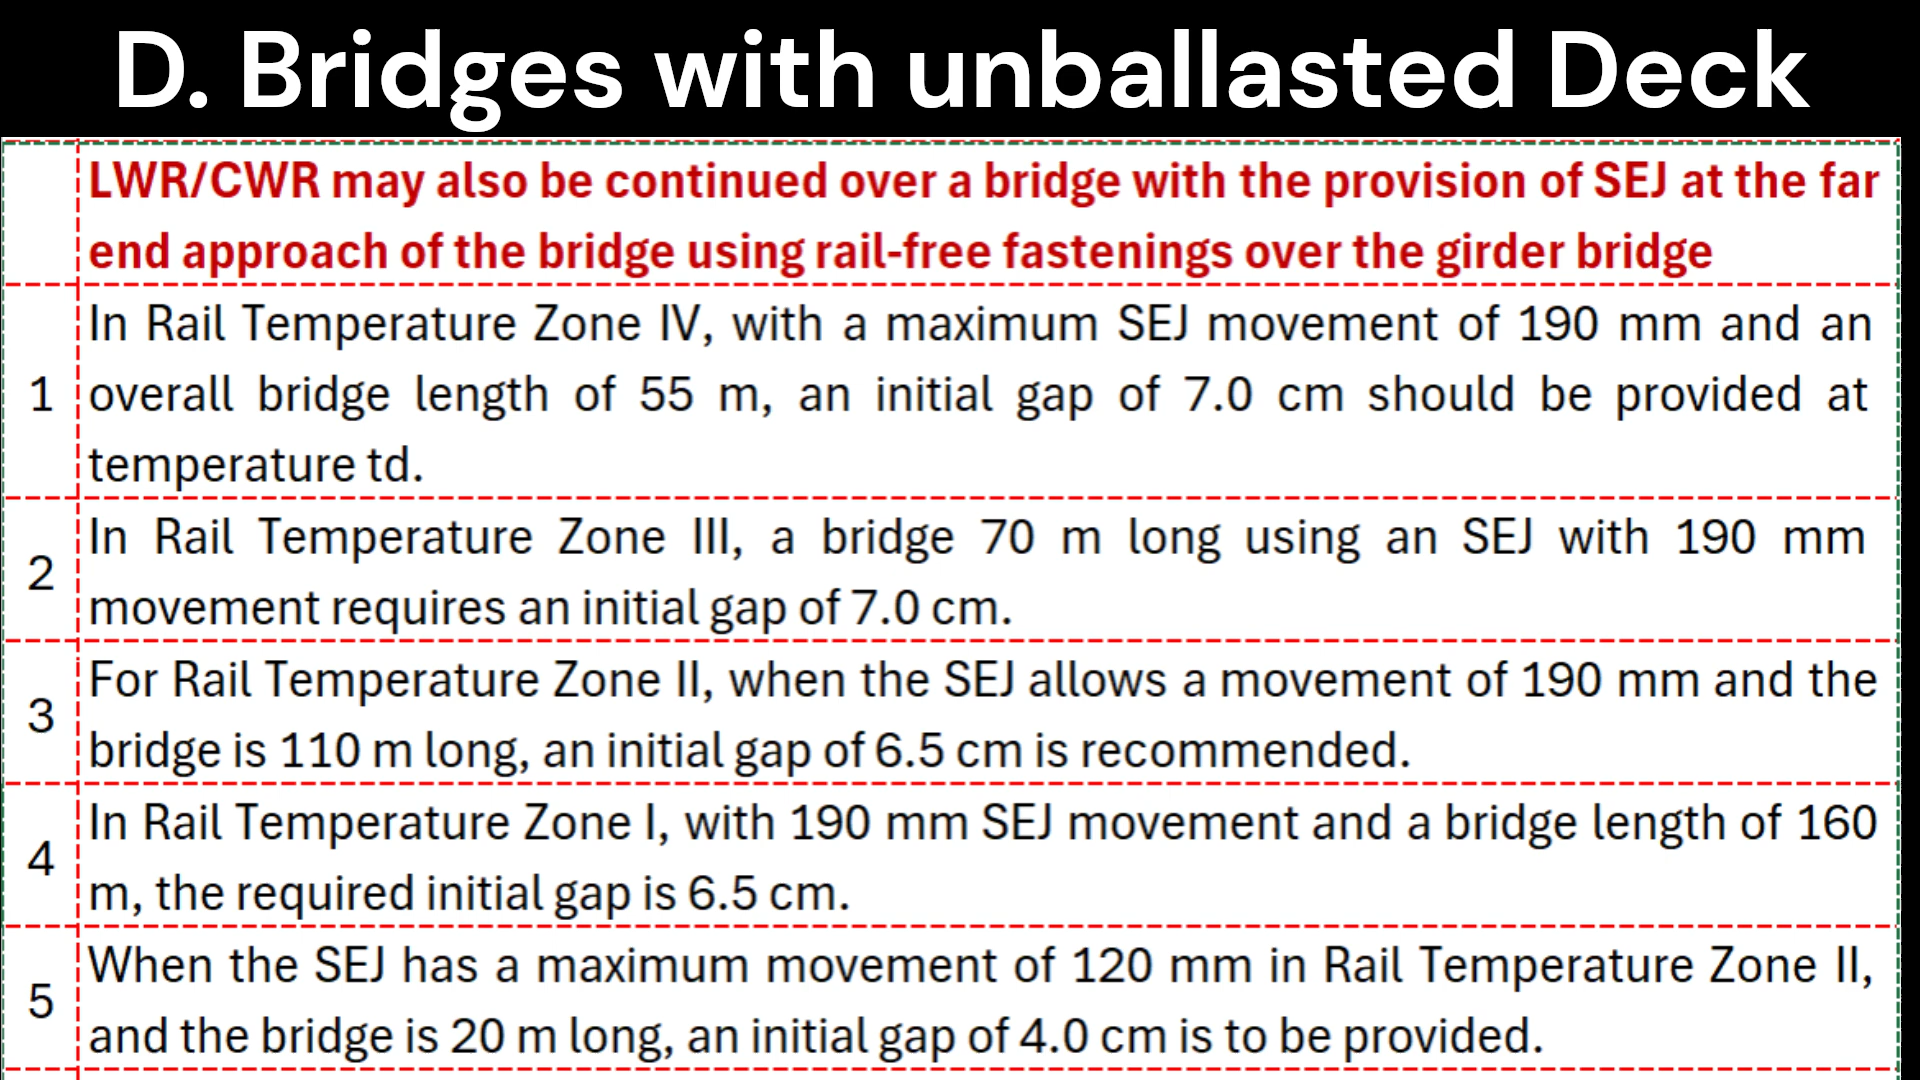 D. Bridges with unballasted Deck
LWR/CWR may also be continued over a bridge with the provision of SEJ at the far
end approach of the bridge using rail-free fastenings over the girder bridge
1
In Rail Temperature Zone IV, with a maximum SEJ movement of 190 mm and an
overall bridge length of 55 m, an initial gap of 7.0 cm should be provided at
temperature td.
2
In Rail Temperature Zone III, a bridge 70 m long using an SEJ with 190 mm
movement requires an initial gap of 7.0 cm.
3
For Rail Temperature Zone II, when the SEJ allows a movement of 190 mm and the
bridge is 110 m long, an initial gap of 6.5 cm is recommended.
4
In Rail Temperature Zone I, with 190 mm SEJ movement and a bridge length of 160
m, the required initial gap is 6.5 cm.
5
When the SEJ has a maximum movement of 120 mm in Rail Temperature Zone II,
and the bridge is 20 m long, an initial gap of 4.0 cm is to be provided.